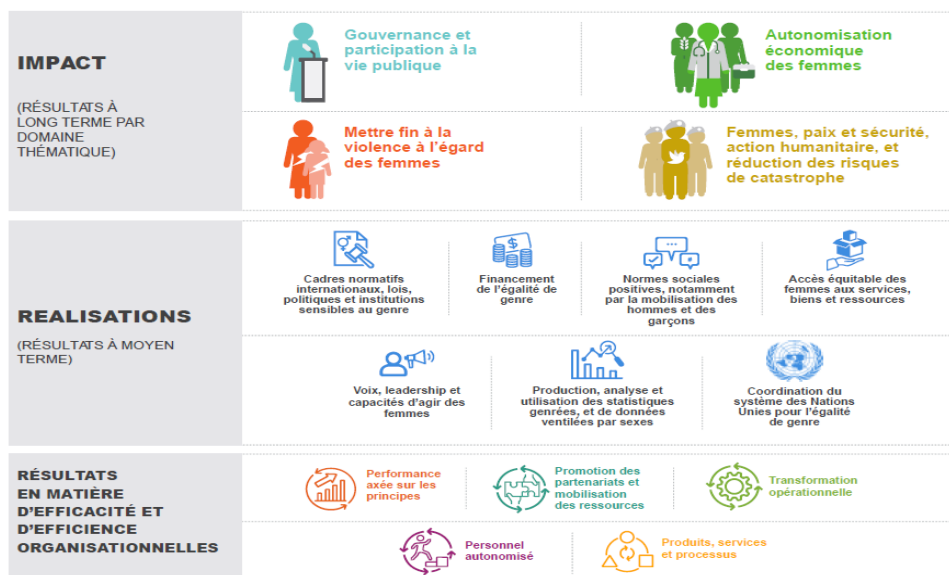 IMPACT
(RÉSULTATS À
LONG TERME PAR
DOMAINE
THÉMATIQUE)
Gouvernance et
participation à la
vie publique
Autonomisation
économique
des femmes
Mettre fin à la
violence à l'égard
des femmes
Femmes, paix et sécurité,
action humanitaire, et
réduction des risques
de catastrophe
REALISATIONS
(RÉSULTATS À MOYEN
TERME)
Cadres normatifs
internationaux, lois,
politiques et institutions
sensibles au genre
Financement
de l'égalité de
genre
Normes sociales
positives, notamment
par la mobilisation des
hommes et des
garçons
Accès équitable des
femmes aux services,
biens et ressources
Voix, leadership et
capacités d'agir des
femmes
Production, analyse et
utilisation des statistiques
genrées, et de données
ventilées par sexes
Coordination du
système des Nations
Unies pour l'égalité
de genre
RÉSULTATS
EN MATIÈRE
D'EFFICACITÉ ET
D'EFFICIENCE
ORGANISATIONNELLES
Performance
axée sur les
principes
Promotion des
partenariats et
mobilisation
des ressources
Transformation
opérationnelle
Personnel
autonomisé
Produits, services
et processus